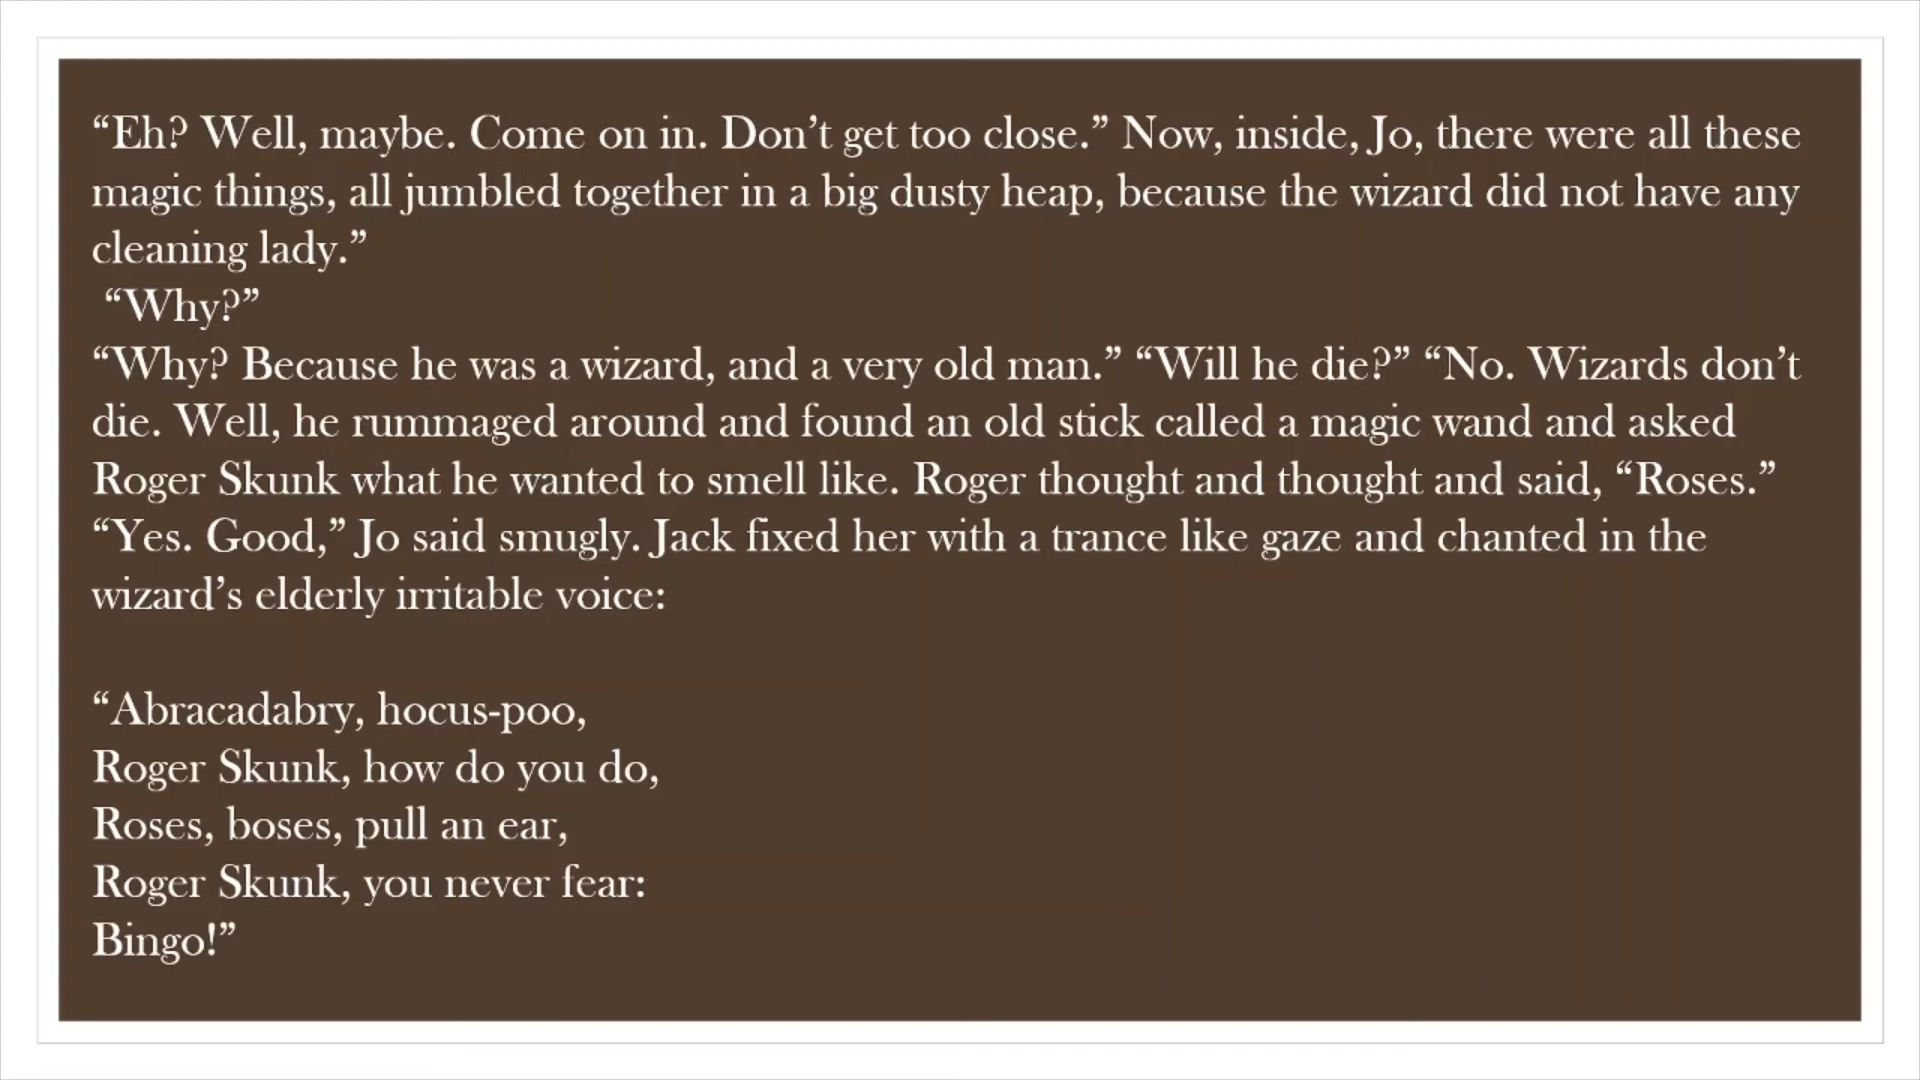 “Eh? Well, maybe. Come on in. Don’t get too close.” Now, inside, Jo, there were all these
magic things, all jumbled together in a big dusty heap, because the wizard did not have any
cleaning lady.”
“Why?”
“Why? Because he was a wizard, and a very old man.” “Will he die?” “No. Wizards don’t
die. Well, he rummaged around and found an old stick called a magic wand and asked
Roger Skunk what he wanted to smell like. Roger thought and thought and said, “Roses.”
“Yes. Good,” Jo said smugly. Jack fixed her with a trance like gaze and chanted in the
wizard’s elderly irritable voice:
“Abracadabry, hocus-poo,
Roger Skunk, how do you do,
Roses, boses, pull an ear,
Roger Skunk, you never fear:
Bingo!”